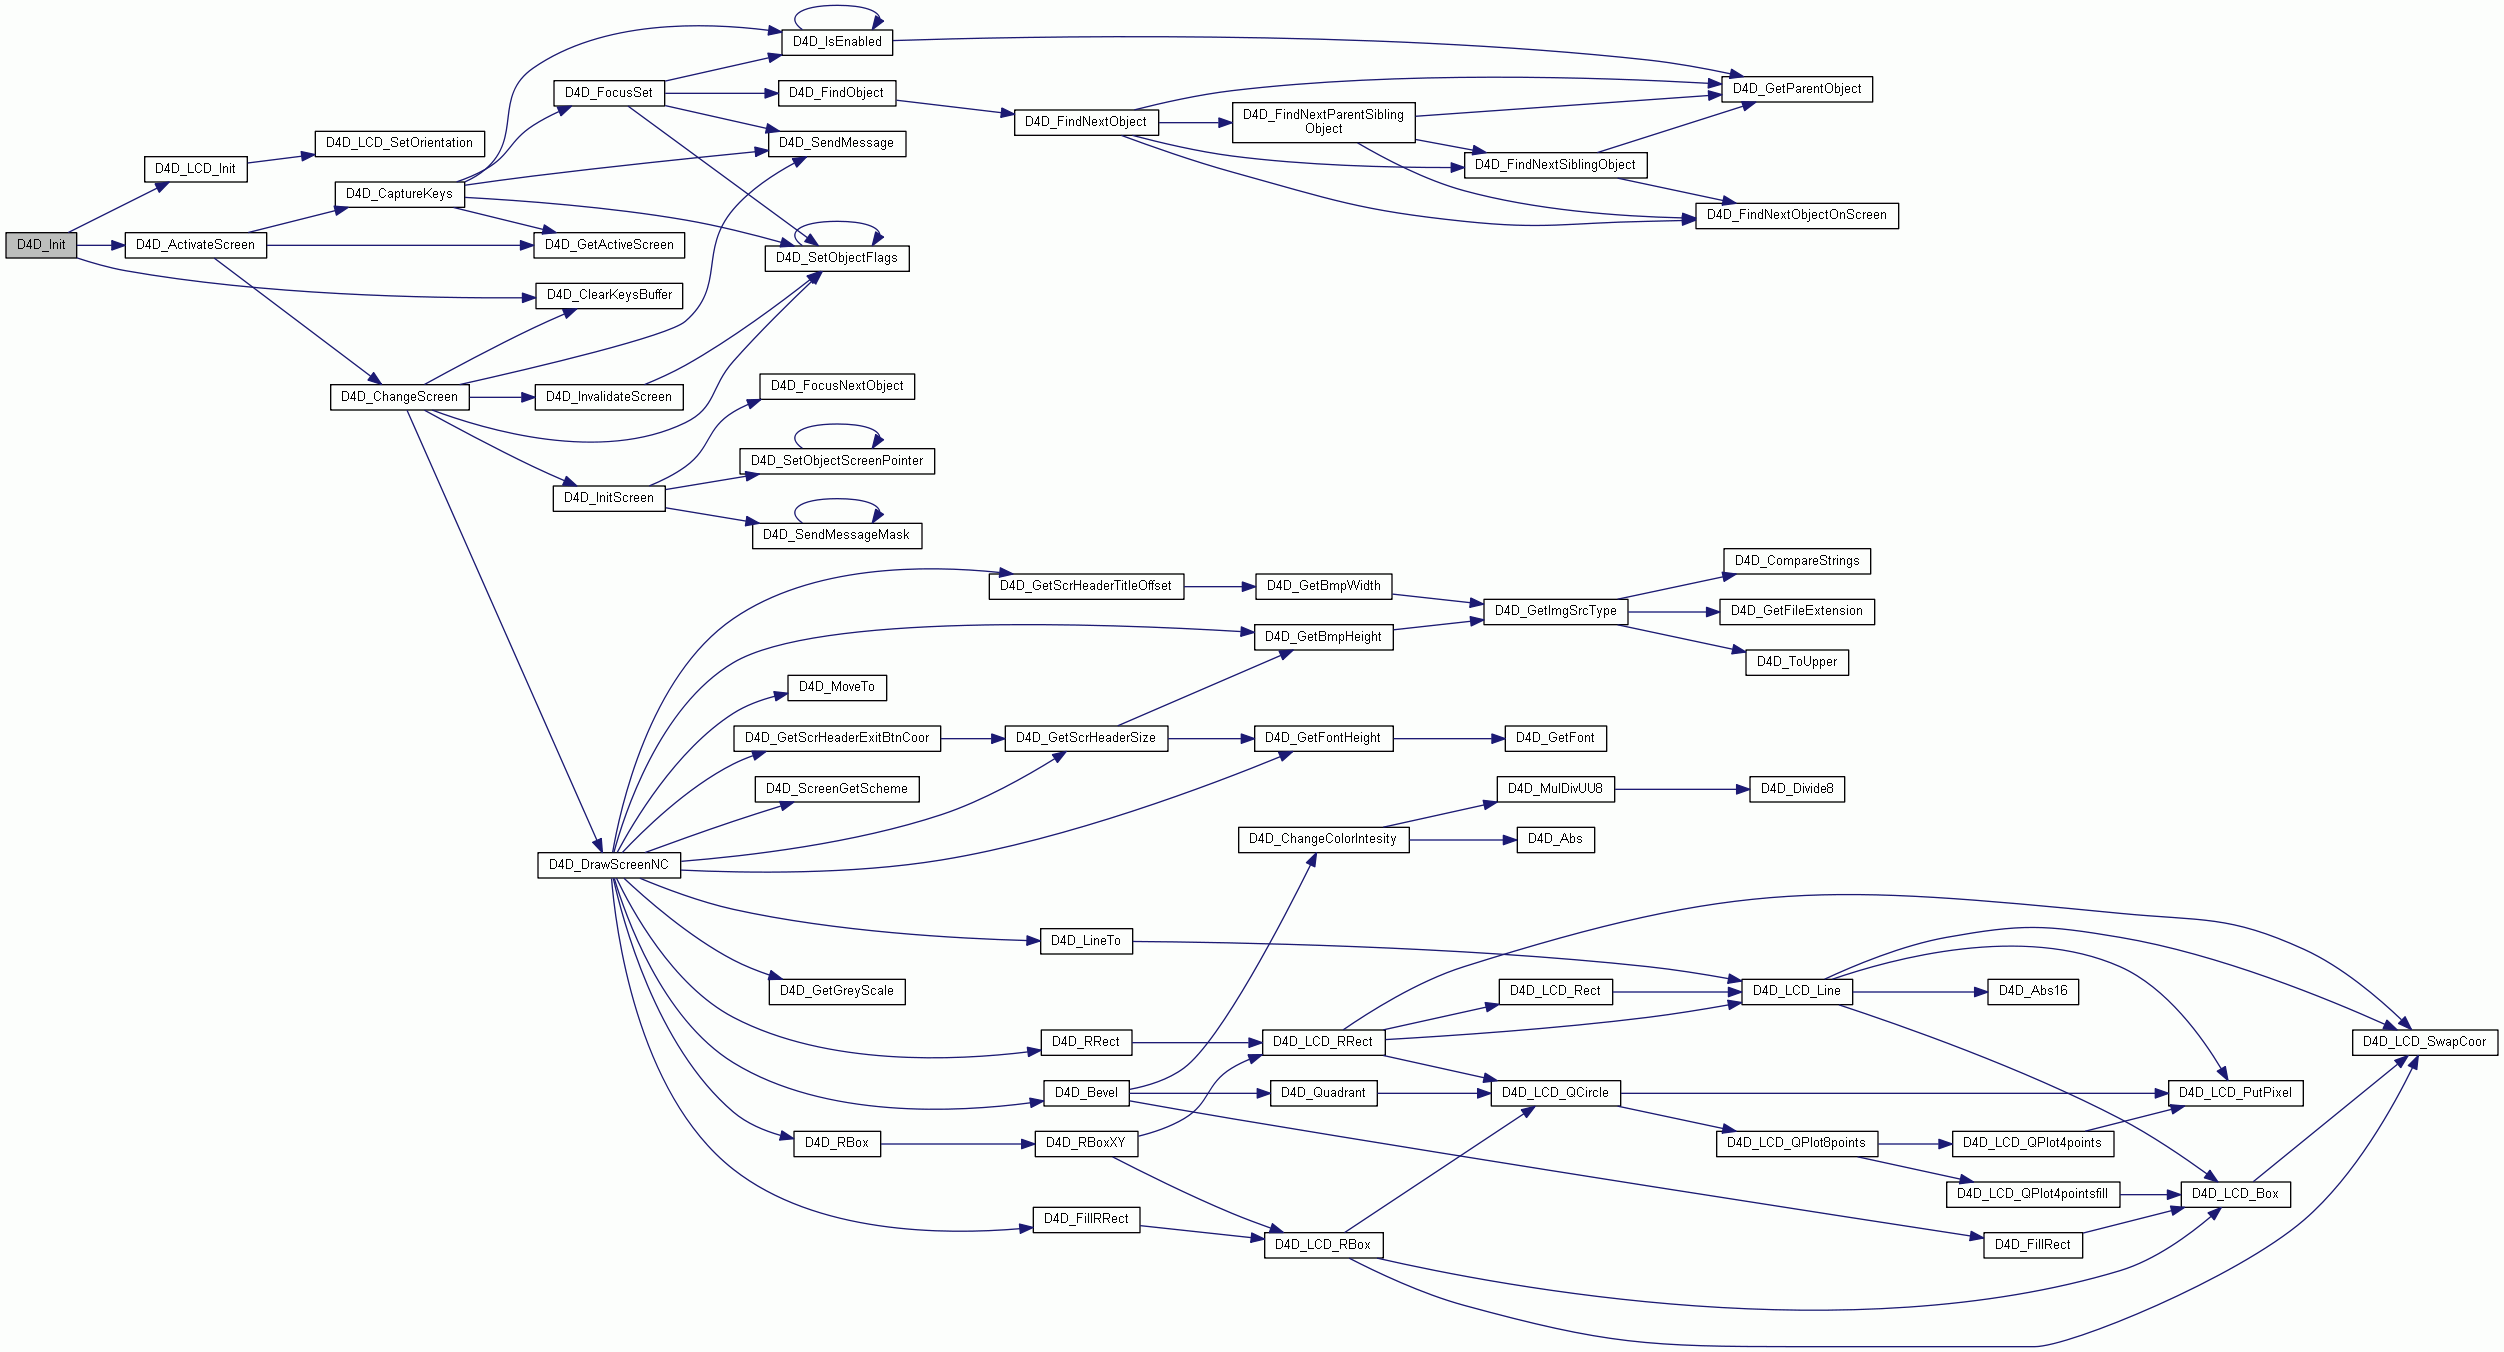 D4D_Init
D4D_LCD_Init
D4D_LCD_SetOrientation
D4D_ActivateScreen
D4D_CaptureKeys
D4D_FocusSet
D4D_IsEnabled
D4D_FindObject
D4D_SendMessage
D4D_GetActiveScreen
D4D_SetObjectFlags
D4D_ClearKeysBuffer
D4D_FindNextObject
D4D_FindNextParentSibling
Object
D4D_FindNextSiblingObject
D4D_GetParentObject
D4D_FindNextObjectOnScreen
D4D_ChangeScreen
D4D_InvalidateScreen
D4D_FocusNextObject
D4D_SetObjectScreenPointer
D4D_InitScreen
D4D_SendMessageMask
D4D_GetScrHeaderTitleOffset
D4D_GetBmpWidth
D4D_GetBmpHeight
D4D_GetImgSrcType
D4D_CompareStrings
D4D_GetFileExtension
D4D_ToUpper
D4D_MoveTo
D4D_GetScrHeaderExitBtnCoor
D4D_GetScrHeaderSize
D4D_GetFontHeight
D4D_GetFont
D4D_ScreenGetScheme
D4D_MulDivUU8
D4D_Divide8
D4D_ChangeColorIntesity
D4D_Abs
D4D_DrawScreenNC
D4D_LineTo
D4D_GetGreyScale
D4D_LCD_Rect
D4D_LCD_Line
D4D_Abs16
D4D_RRect
D4D_LCD_RRect
D4D_LCD_SwapCoor
D4D_Bevel
D4D_Quadrant
D4D_LCD_QCircle
D4D_LCD_PutPixel
D4D_RBox
D4D_RBoxXY
D4D_LCD_QPlot8points
D4D_LCD_QPlot4points
D4D_LCD_QPlot4pointsfill
D4D_LCD_Box
D4D_FillRRect
D4D_LCD_RBox
D4D_FillRect